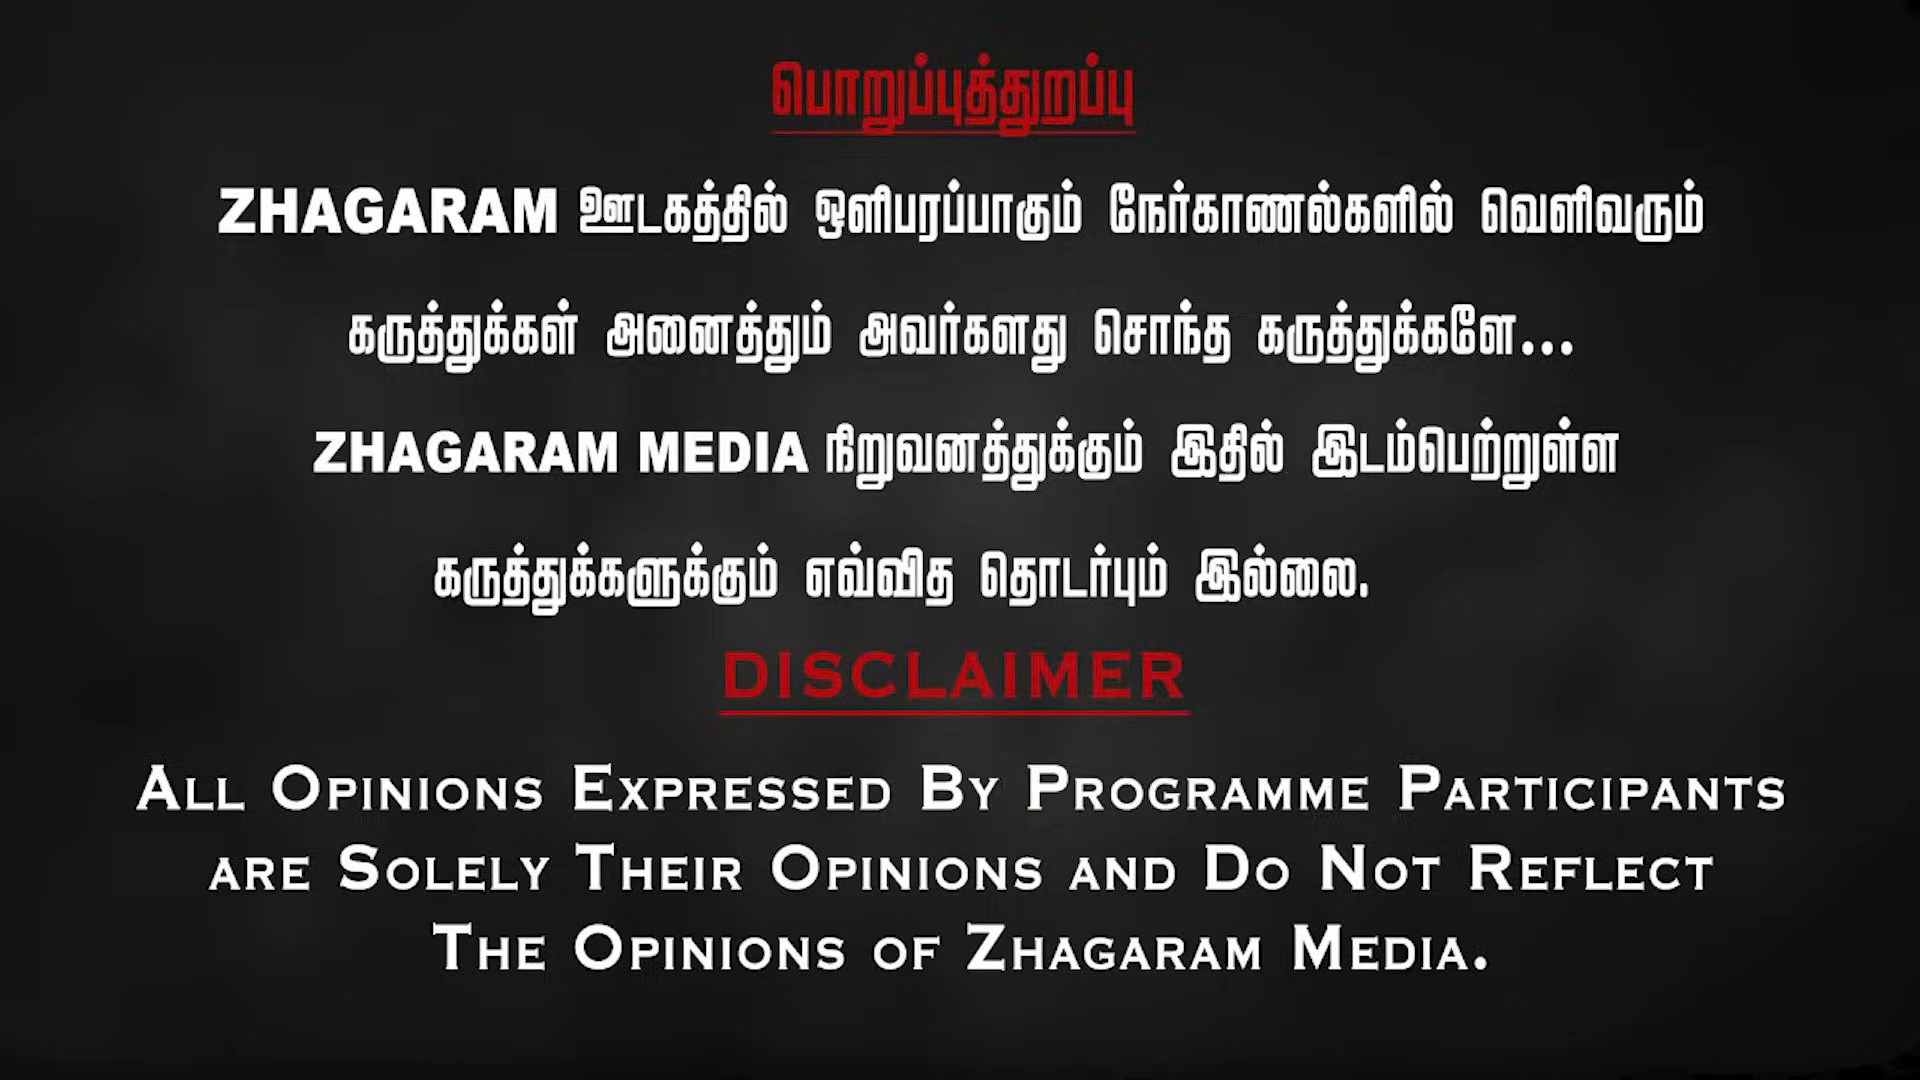 பொறுப்புத்துறப்பு
ZHAGARAM ஊடகத்தில் ஒளிபரப்பாகும் நேர்காணல்களில் வெளிவரும்
கருத்துக்கள் அனைத்தும் அவர்களது சொந்த கருத்துக்களே...
ZHAGARAM MEDIA நிறுவனத்துக்கும் இதில் இடம்பெற்றுள்ள
கருத்துக்களுக்கும் எவ்வித தொடர்பும் இல்லை.
DISCLAIMER
ALL OPINIONS EXPRESSED BY PROGRAMME PARTICIPANTS
ARE SOLELY THEIR OPINIONS AND DO NOT REFLECT
THE OPINIONS OF ZHAGARAM MEDIA.